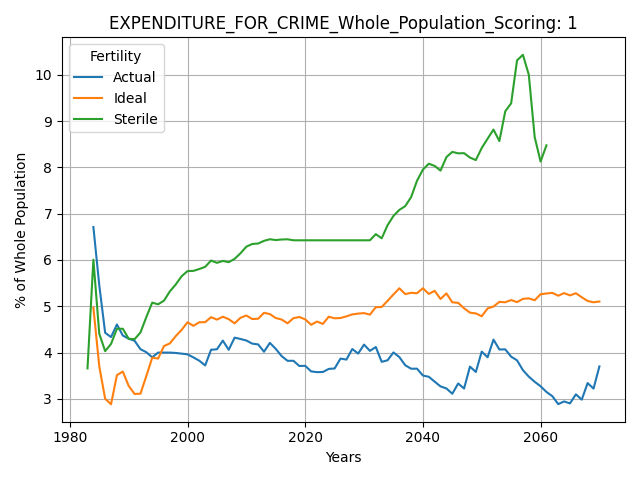 EXPENDITURE_FOR_CRIME_Whole_Population_Scoring: 1
Fertility
Actual
Ideal
Sterile
% of Whole Population
10
9
8
7
6
5
4
3
1980
2000
2020
2040
2060
Years